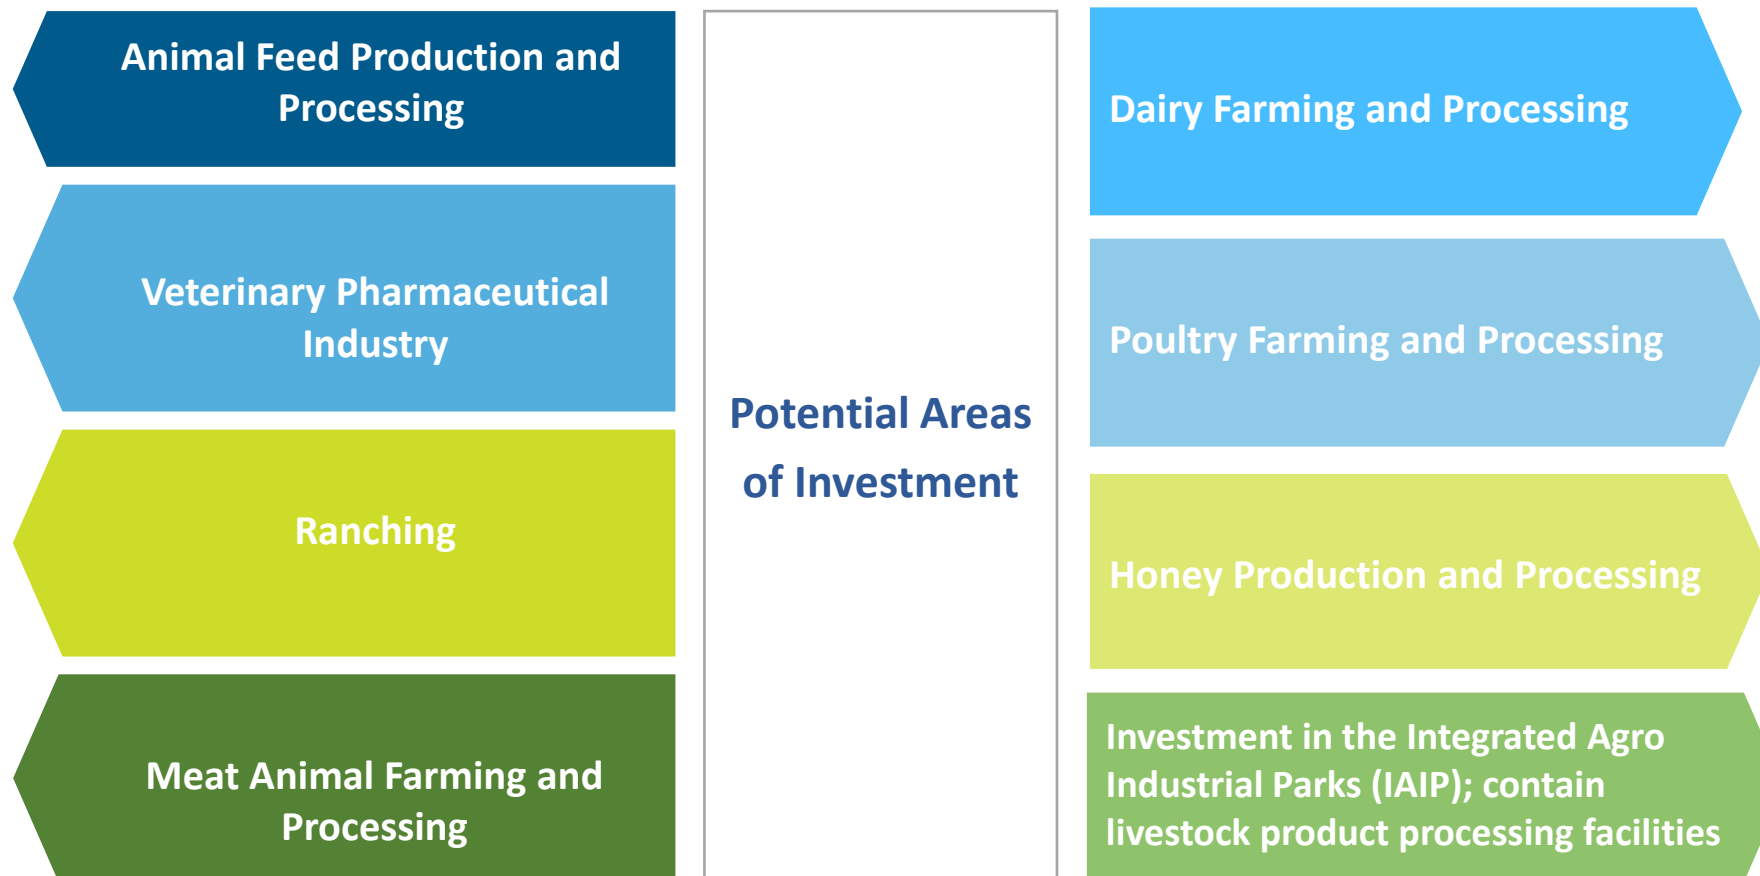 Animal Feed Production and
Processing
Veterinary Pharmaceutical
Industry
Ranching
Meat Animal Farming and
Processing
Potential Areas
of Investment
Dairy Farming and Processing
Poultry Farming and Processing
Honey Production and Processing
Investment in the Integrated Agro
Industrial Parks (IAIP); contain
livestock product processing facilities